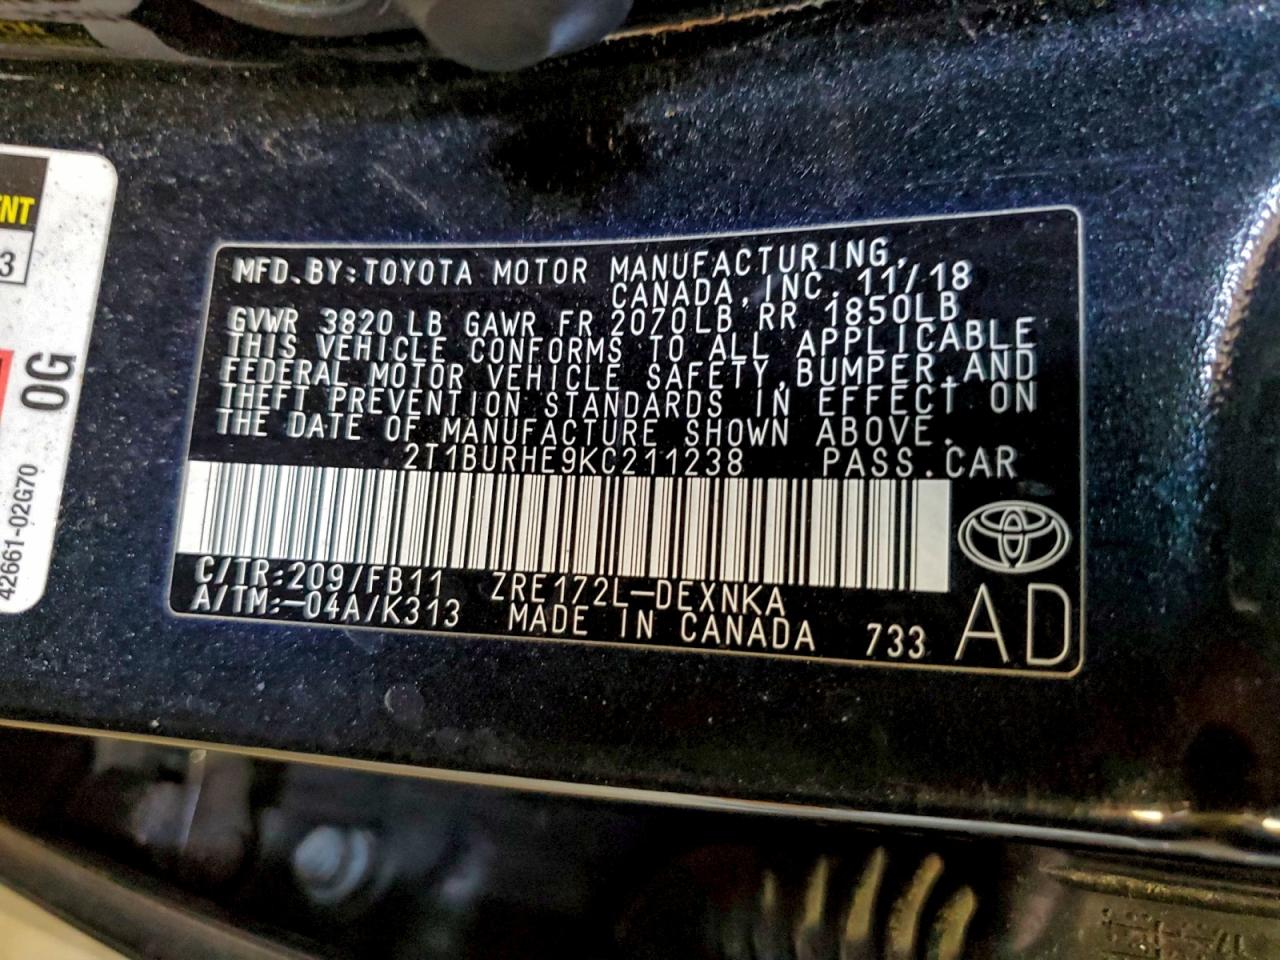 MFD. BY:TOYOTA MOTOR MANUFACTURING,
CANADA, INC. 11/18
GVWR 3820 LB GAWR FR 2070LB RR 1850LB
THIS VEHICLE CONFORMS TO ALL APPLICABLE
FEDERAL MOTOR VEHICLE SAFETY, BUMPER, AND
THEFT PREVENTION STANDARDS IN EFFECT ON
THE DATE OF MANUFACTURE SHOWN ABOVE.
2T1BURHE9KC211238 PASS. CAR
C/TR:209/FB11 ZRE172L-DEXNKA
A/TM:-04A/K313 MADE IN CANADA 733 AD
NT
3
0G
42661-02G70